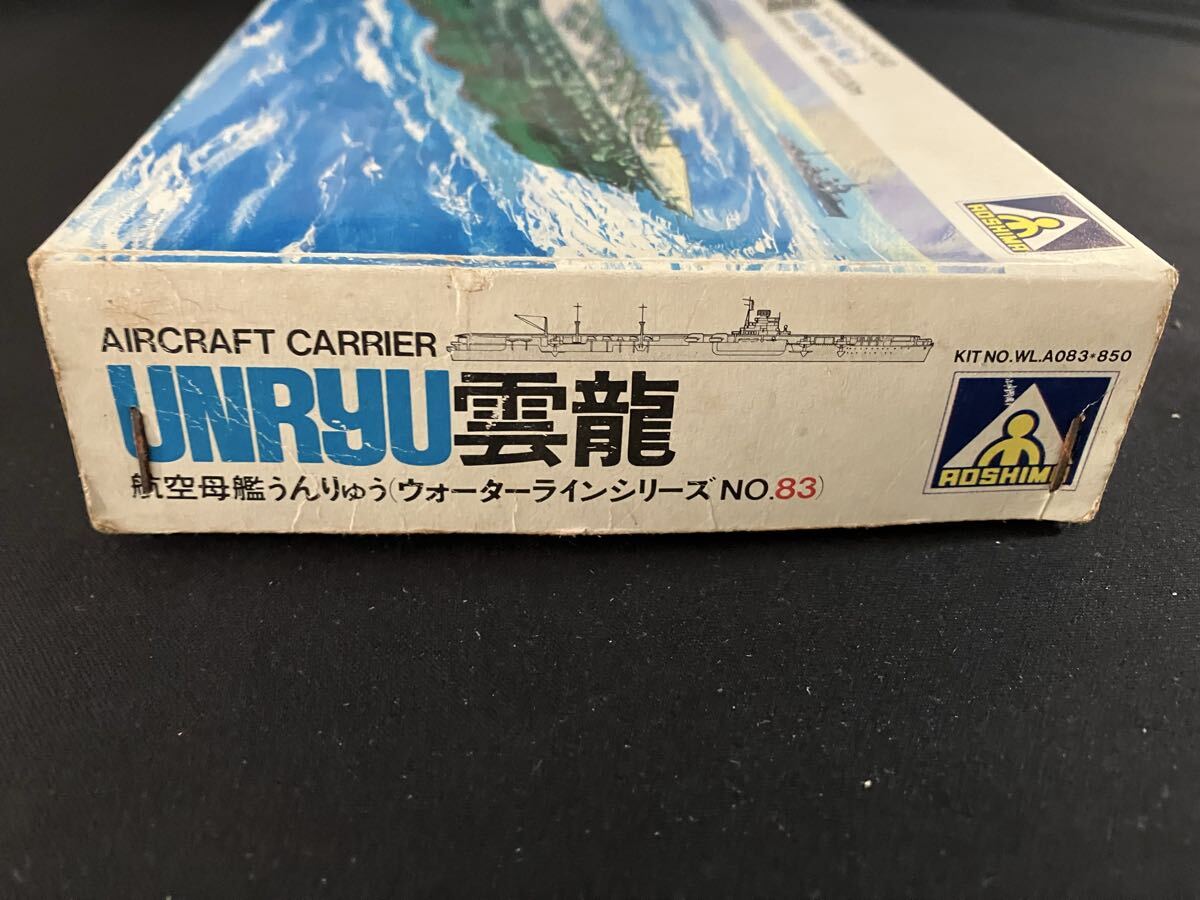 AOSHIMA
AIRCRAFT CARRIER
KIT NO.WL.A083*850
UNRYU雲龍
航空母艦うんりゅう(ウォーターラインシリーズNO.83)
AOSHIMA